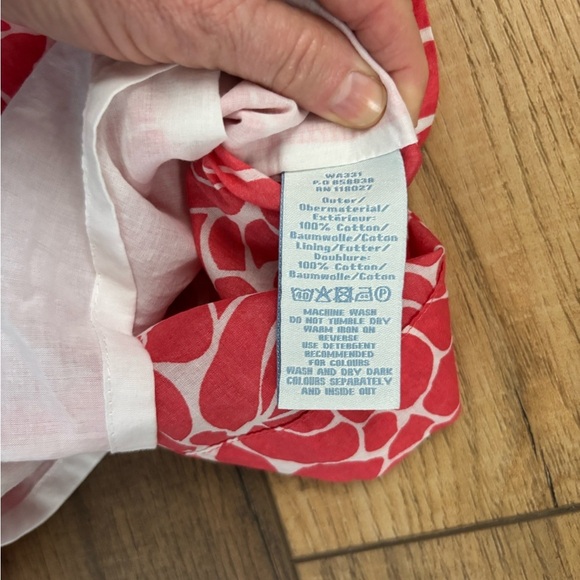 WA331
P.O 858038
RN 118027
Outer/
Obermaterial/
Extérieur:
100% Cotton/
Baumwolle/Coton
Lining/Futter/
Doublure:
100% Cotton/
Baumwolle/Coton
40 P
MACHINE WASH
DO NOT TUMBLE DRY
WARM IRON ON
REVERSE
USE DETERGENT
RECOMMENDED
FOR COLOURS
WASH AND DRY DARK
COLOURS SEPARATELY
AND INSIDE OUT